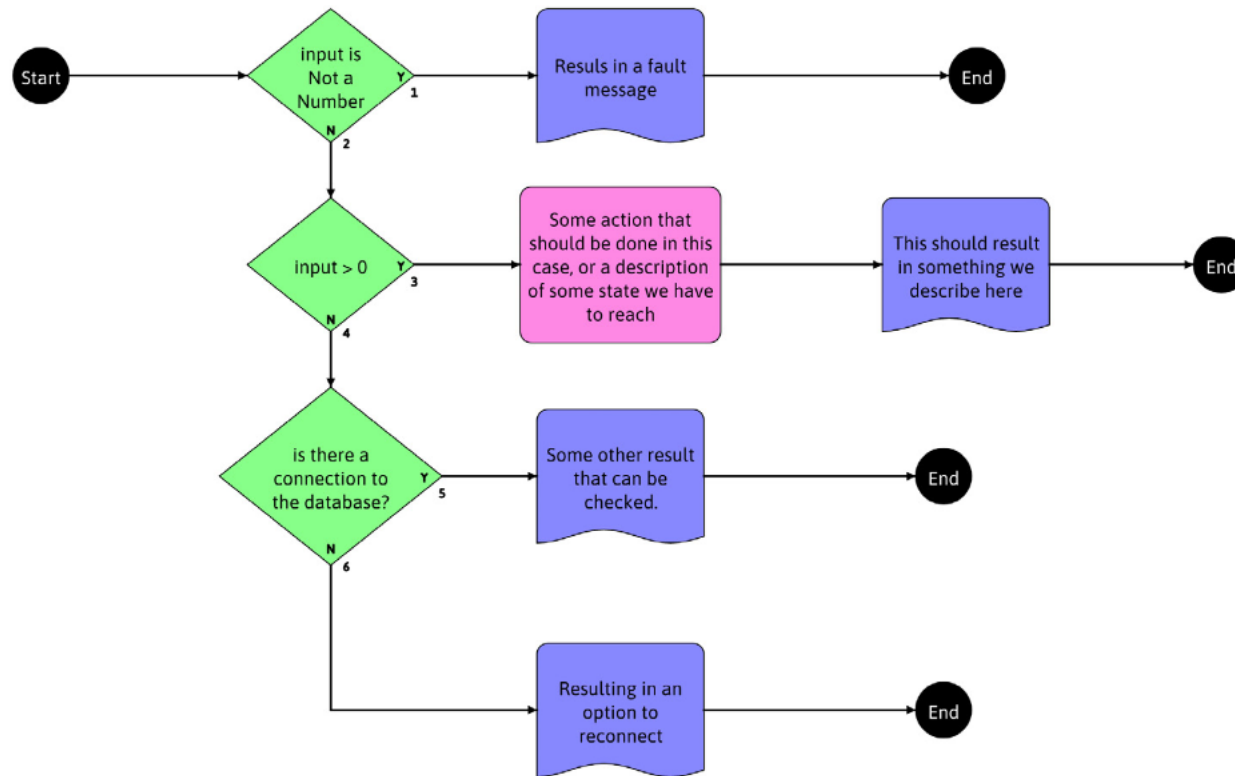 Start
input is
Not a
Number
Y
1
N
2
Resuls in a fault
message
End
input > 0
Y
3
N
4
Some action that
should be done in this
case, or a description
of some state we have
to reach
This should result
in something we
describe here
End
is there a
connection to
the database?
Y
5
N
6
Some other result
that can be
checked.
End
Resulting in an
option to
reconnect
End